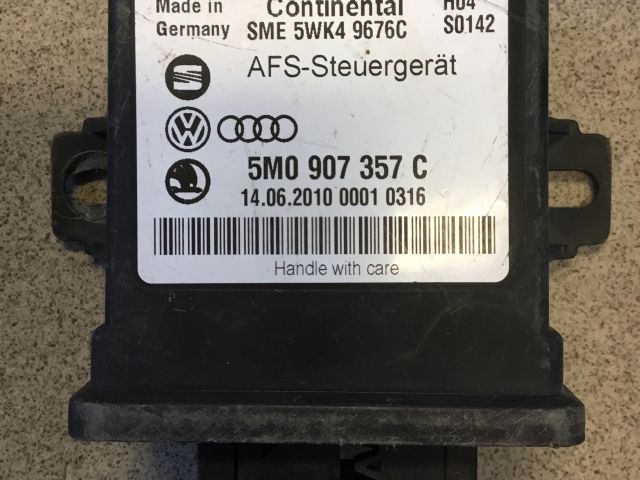 Made in Continental H04
Germany SME 5WK4 9676C S0142
AFS-Steuergerät
5M0 907 357 C
14.06.2010 0001 0316
Handle with care